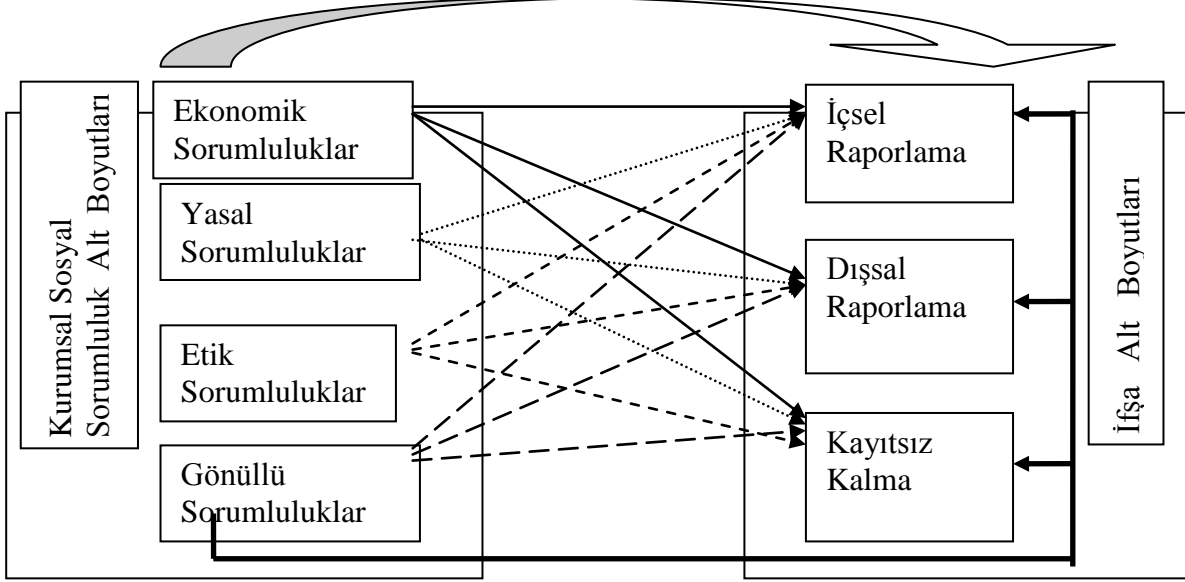 Kurumsal Sosyal
Sorumluluk Alt Boyutları
Ekonomik
Sorumluluklar
Yasal
Sorumluluklar
Etik
Sorumluluklar
Gönüllü
Sorumluluklar
İçsel
Raporlama
Dışsal
Raporlama
Kayıtsız
Kalma
İfşa Alt Boyutları